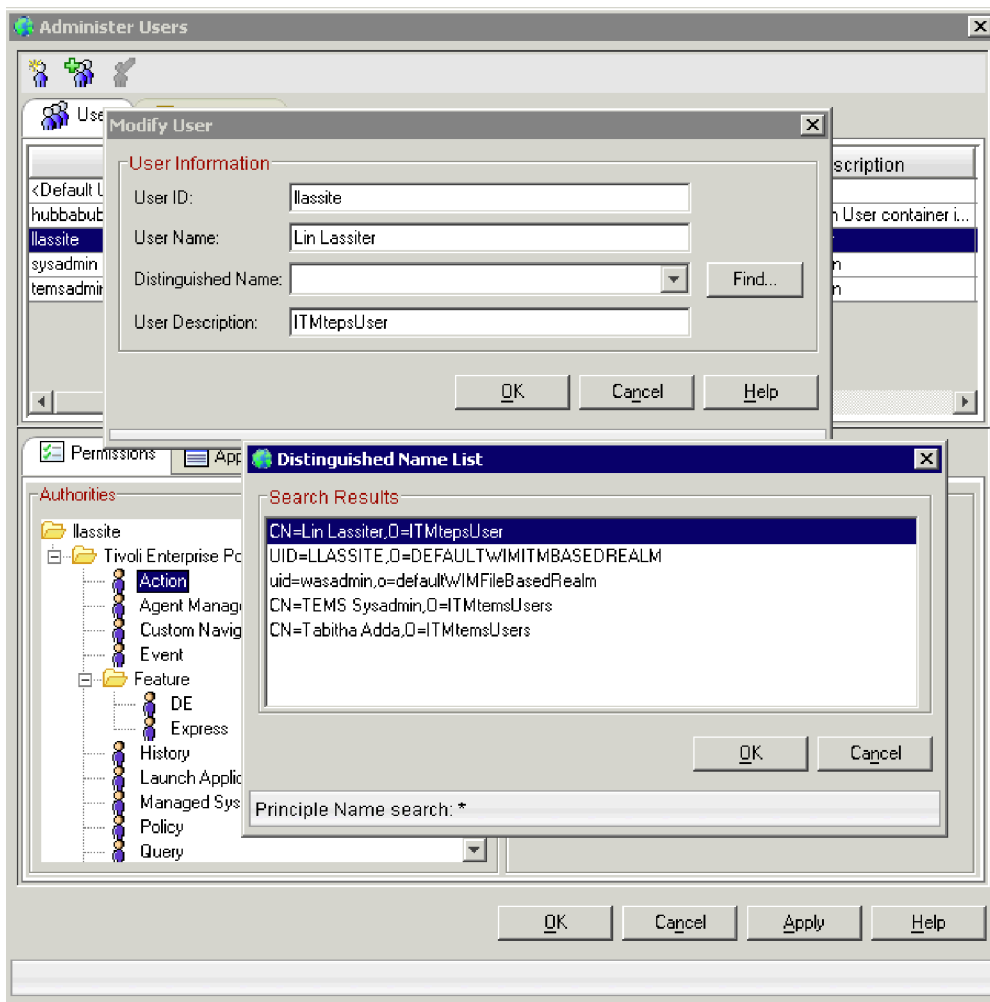 Administer Users
Use
Modify User
User Information
User ID: llassite
User Name: Lin Lassiter
Distinguished Name: Find...
User Description: ITMtepsUser
OK Cancel Help
scription
<Default U
hubbabub n User container i...
llassite
sysadmin n
temsadmin n
Permissions App
Authorities
llassite
Tivoli Enterprise Po
Action
Agent Manag
Custom Navig
Event
Feature
DE
Express
History
Launch Applic
Managed Sys
Policy
Query
Distinguished Name List
Search Results
CN=Lin Lassiter,O=ITMtepsUser
UID=LLASSITE,O=DEFAULTWIMITMBASEDREALM
uid=wasadmin,o=defaultWIMFileBasedRealm
CN=TEMS Sysadmin,O=ITMtemsUsers
CN=Tabitha Adda,O=ITMtemsUsers
OK Cancel
Principle Name search: *
OK Cancel Apply Help